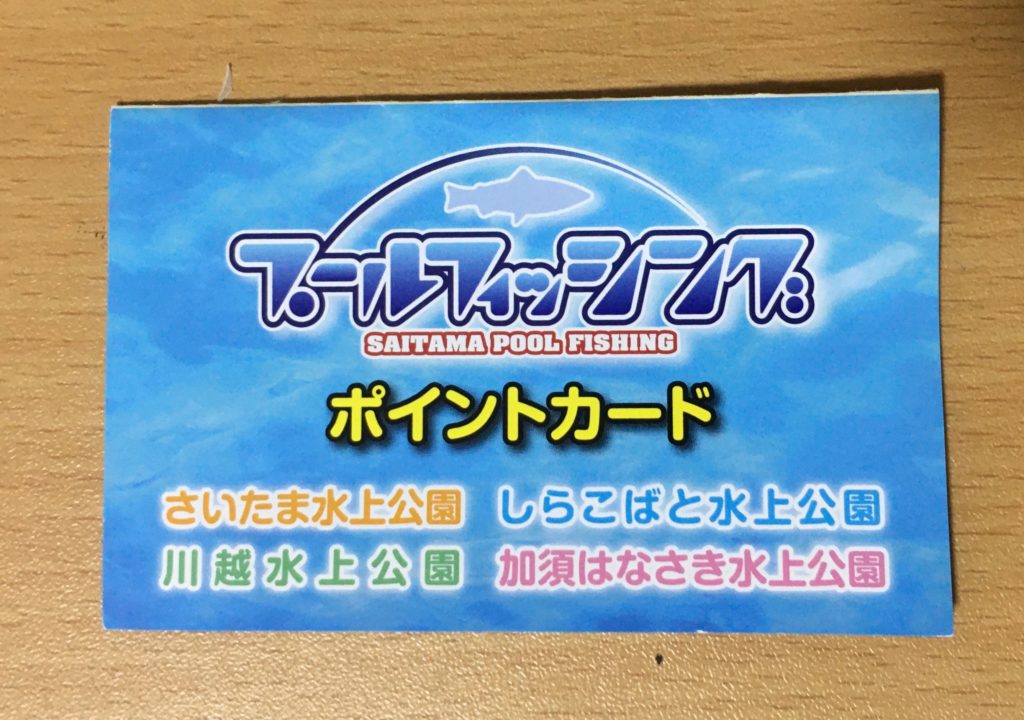 プールフィッシング
SAITAMA POOL FISHING
ポイントカード
さいたま水上公園 しらこばと水上公園
川越水上公園 加須はなさき水上公園